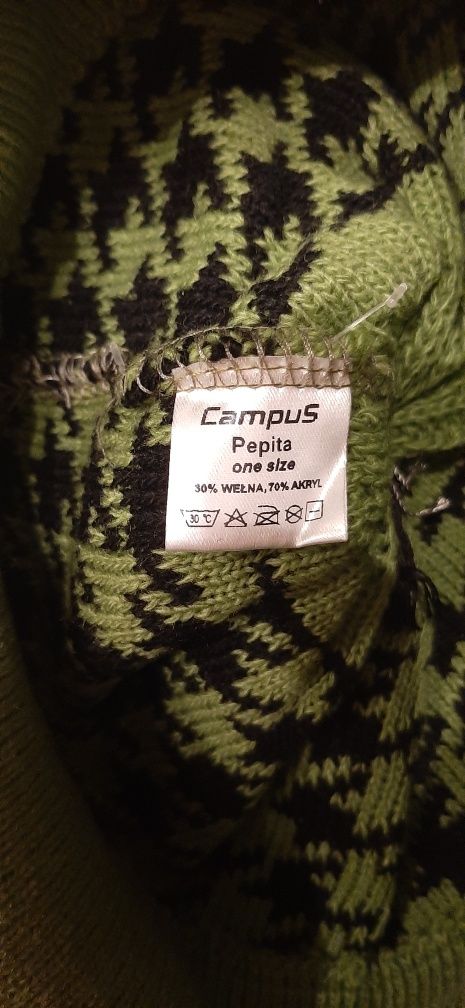 Campus
Pepita
one size
30% WEŁNA, 70% AKRYL
30 °C